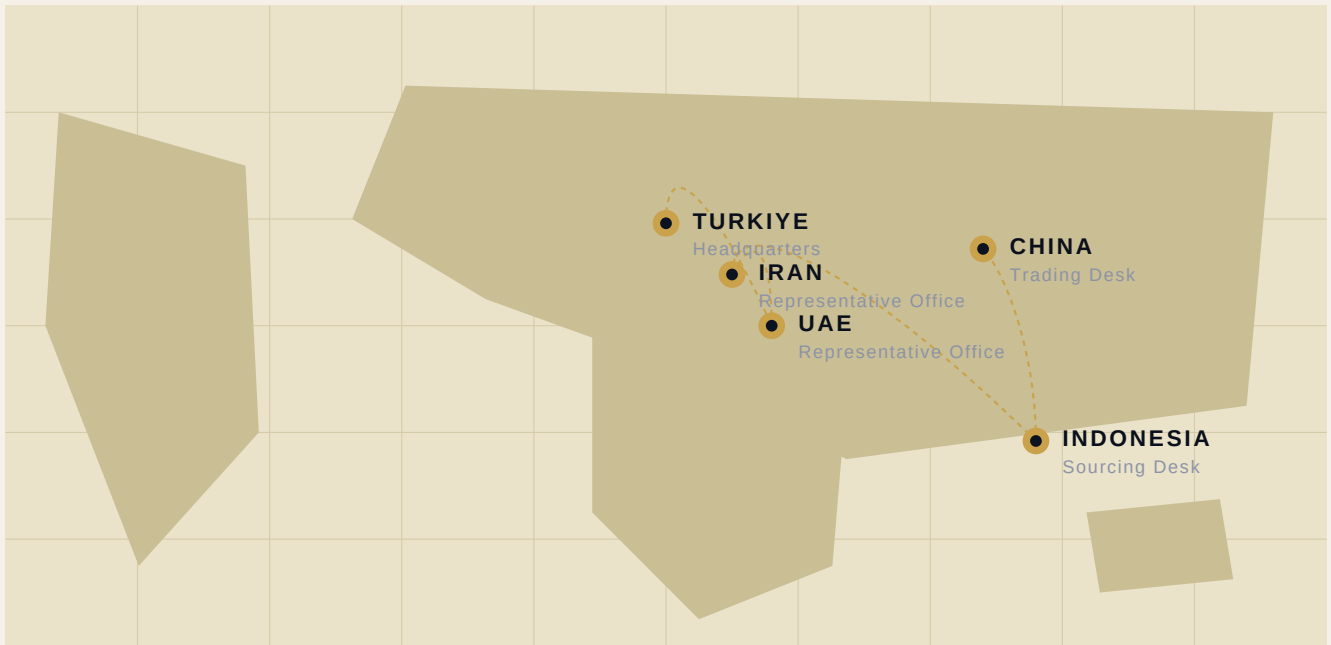 TURKIYE
Headquarters
IRAN
Representative Office
UAE
Representative Office
CHINA
Trading Desk
INDONESIA
Sourcing Desk